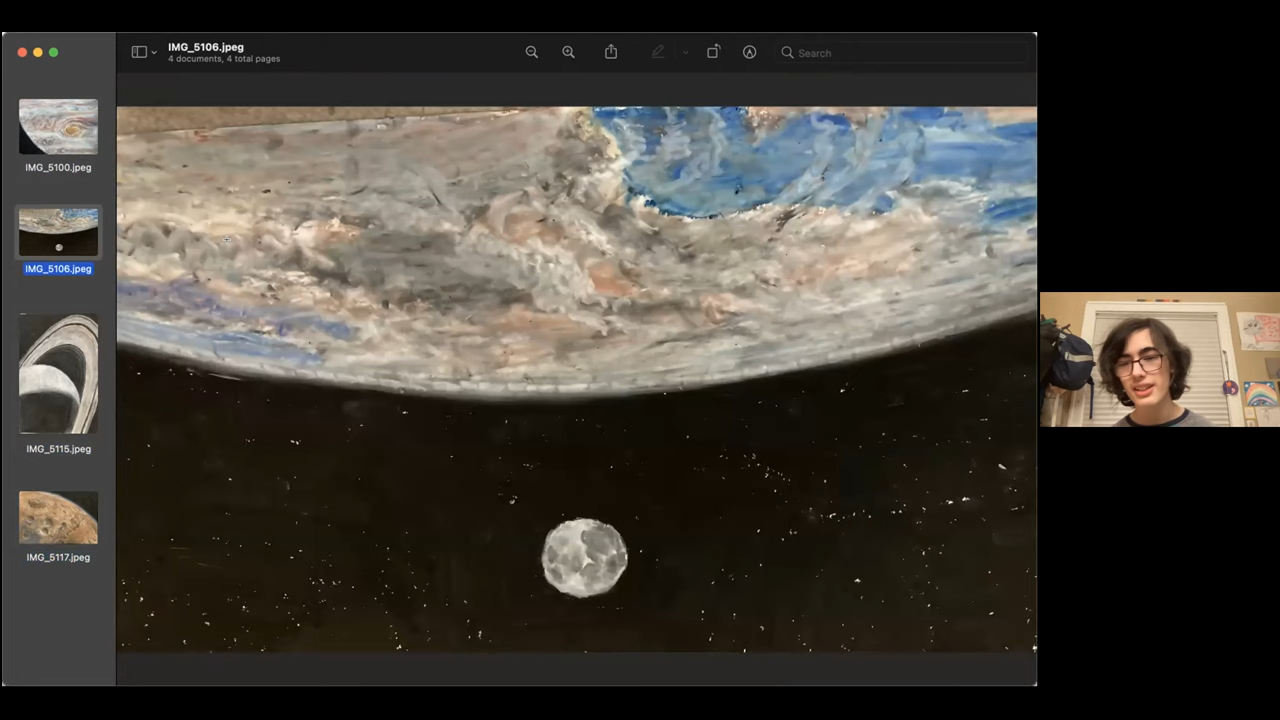 IMG_5106.jpeg
4 documents, 4 total pages
Search
IMG_5100.jpeg
IMG_5106.jpeg
IMG_5115.jpeg
IMG_5117.jpeg